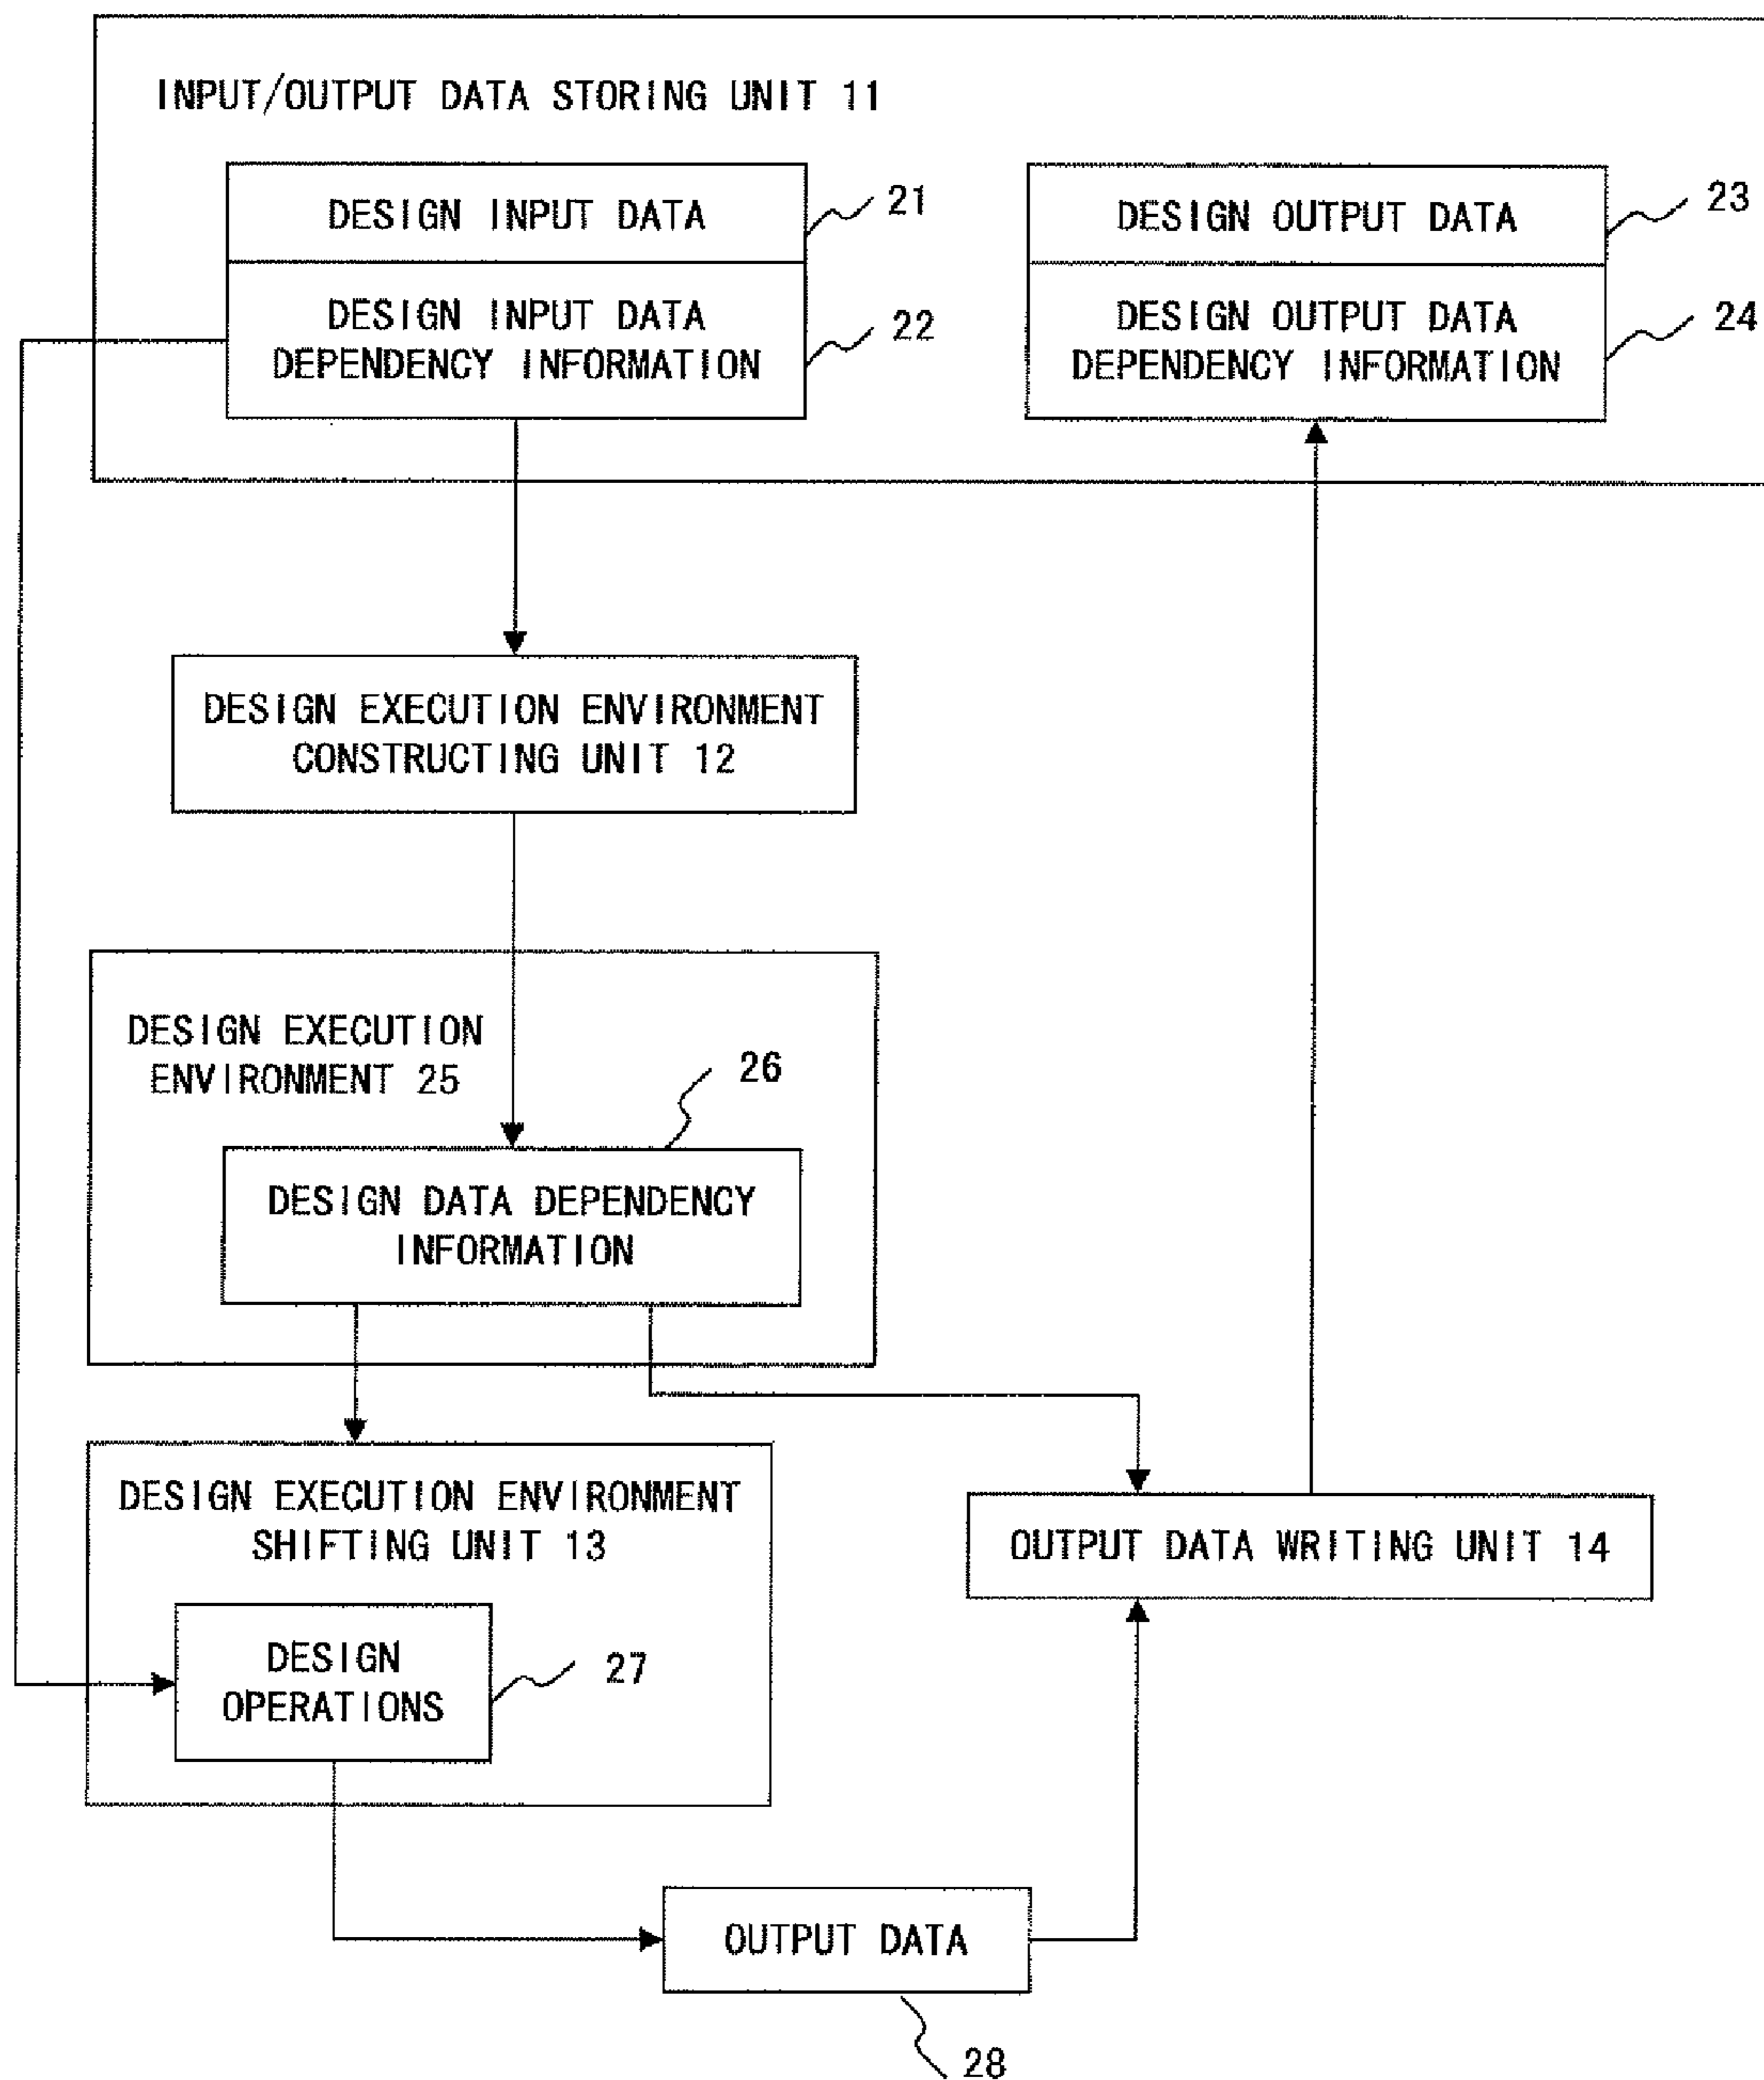 INPUT/OUTPUT DATA STORING UNIT 11
DESIGN INPUT DATA
21
DESIGN INPUT DATA
DEPENDENCY INFORMATION
22
DESIGN OUTPUT DATA
23
DESIGN OUTPUT DATA
DEPENDENCY INFORMATION
24
DESIGN EXECUTION ENVIRONMENT
CONSTRUCTING UNIT 12
DESIGN EXECUTION
ENVIRONMENT 25
26
DESIGN DATA DEPENDENCY
INFORMATION
DESIGN EXECUTION ENVIRONMENT
SHIFTING UNIT 13
DESIGN
OPERATIONS
27
OUTPUT DATA WRITING UNIT 14
OUTPUT DATA
28